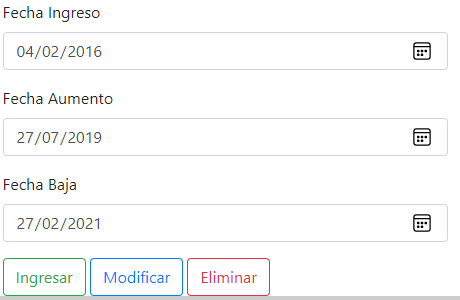 Fecha Ingreso
04/02/2016
Fecha Aumento
27/07/2019
Fecha Baja
27/02/2021
Ingresar Modificar Eliminar